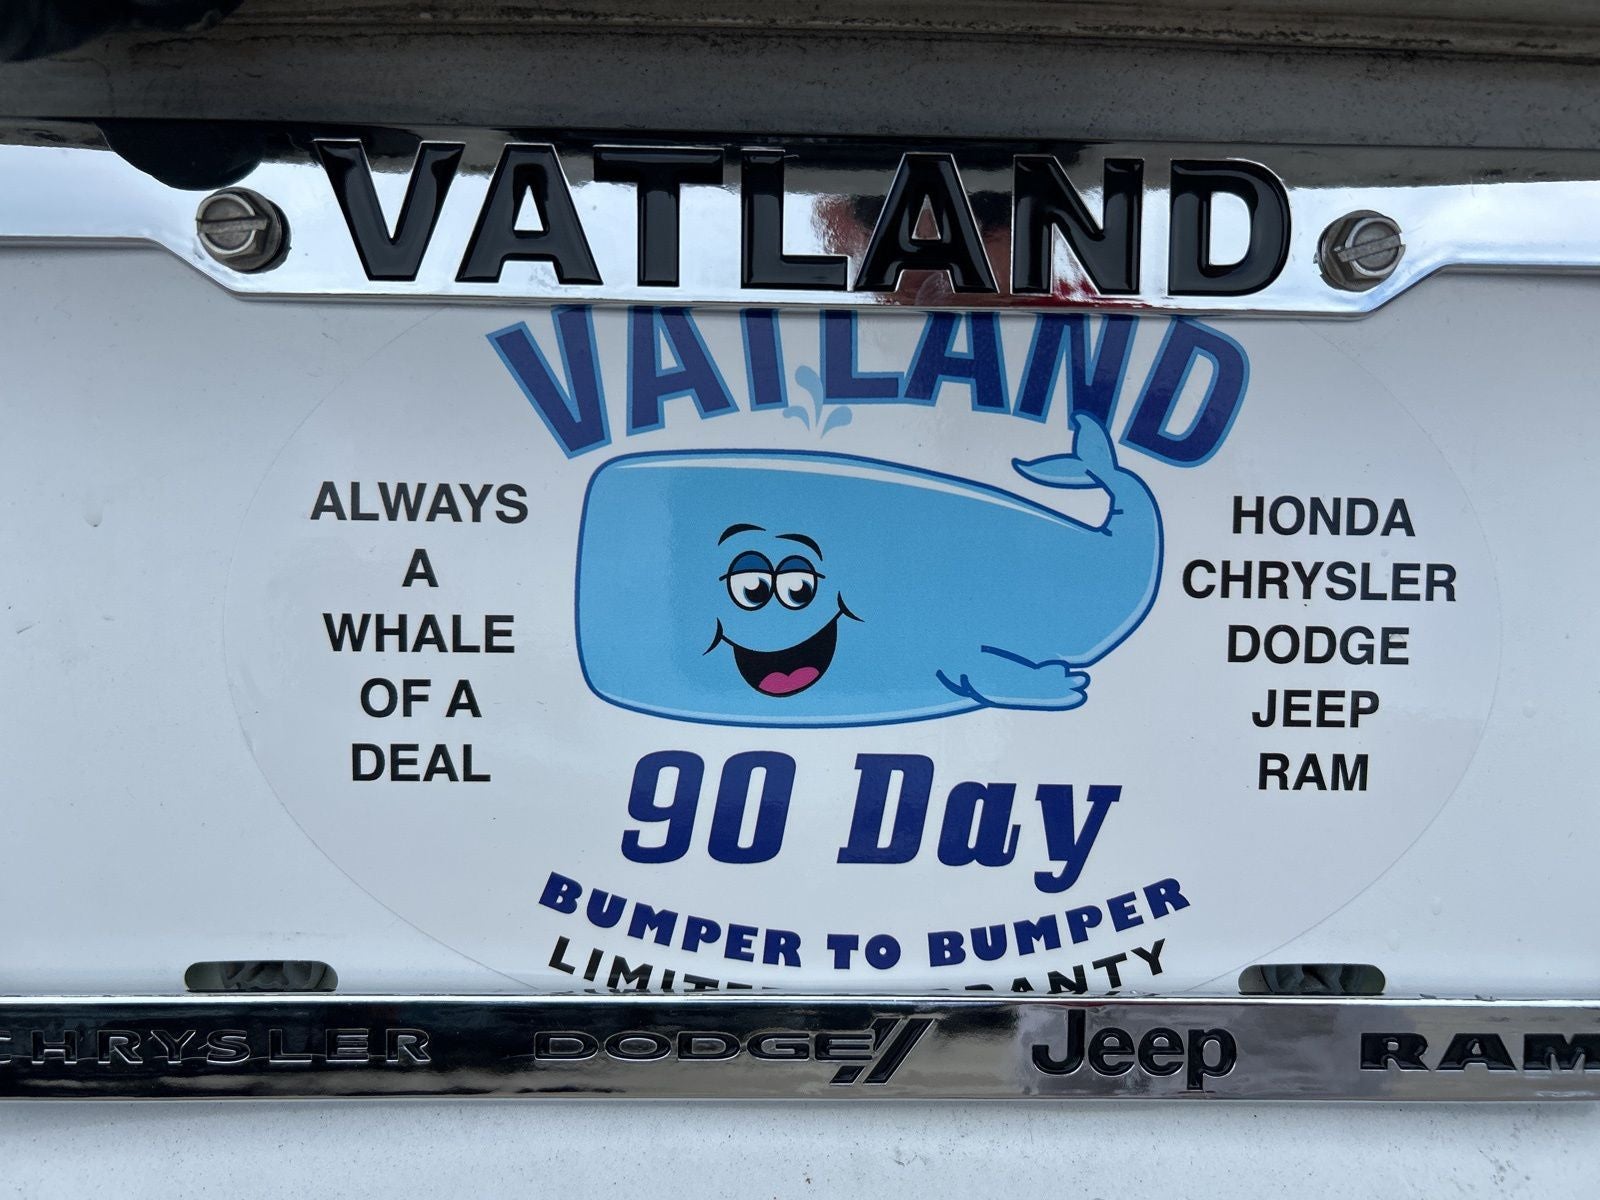 VATLAND
VATLAND
ALWAYS
A
WHALE
OF A
DEAL
HONDA
CHRYSLER
DODGE
JEEP
RAM
90 Day
BUMPER TO BUMPER
CHRYSLER DODGE Jeep RAM